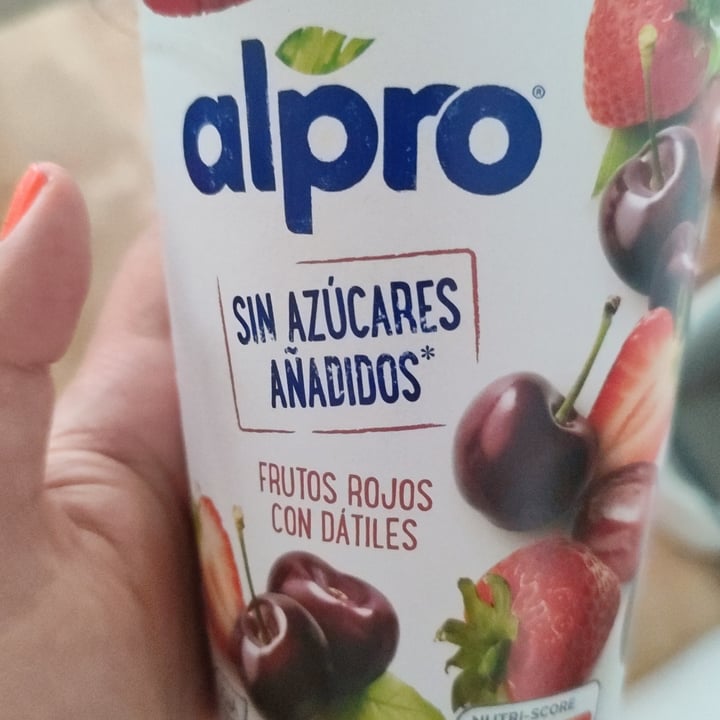 alpro®
SIN AZÚCARES
AÑADIDOS*
FRUTOS ROJOS
CON DÁTILES
NUTRI-SCORE